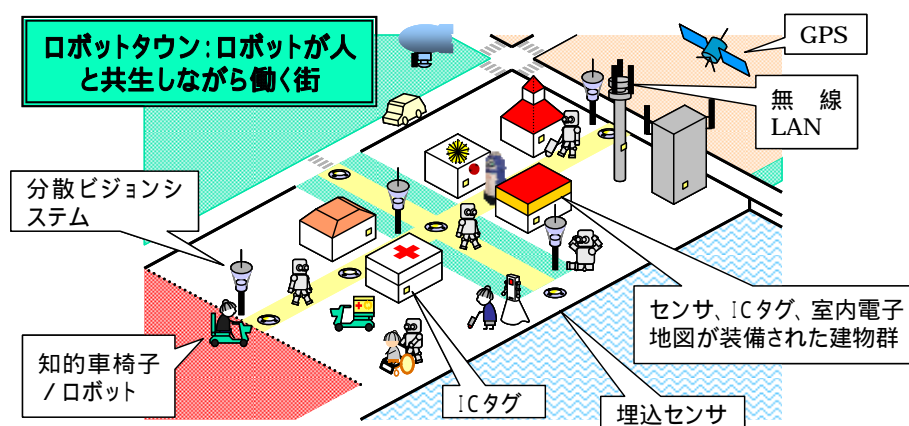 ロボットタウン:ロボットが人
と共生しながら働く街
GPS
無 線
LAN
分散ビジョンシ
ステム
センサ、ICタグ、室内電子
地図が装備された建物群
知的車椅子
/ロボット
ICタグ
埋込センサ